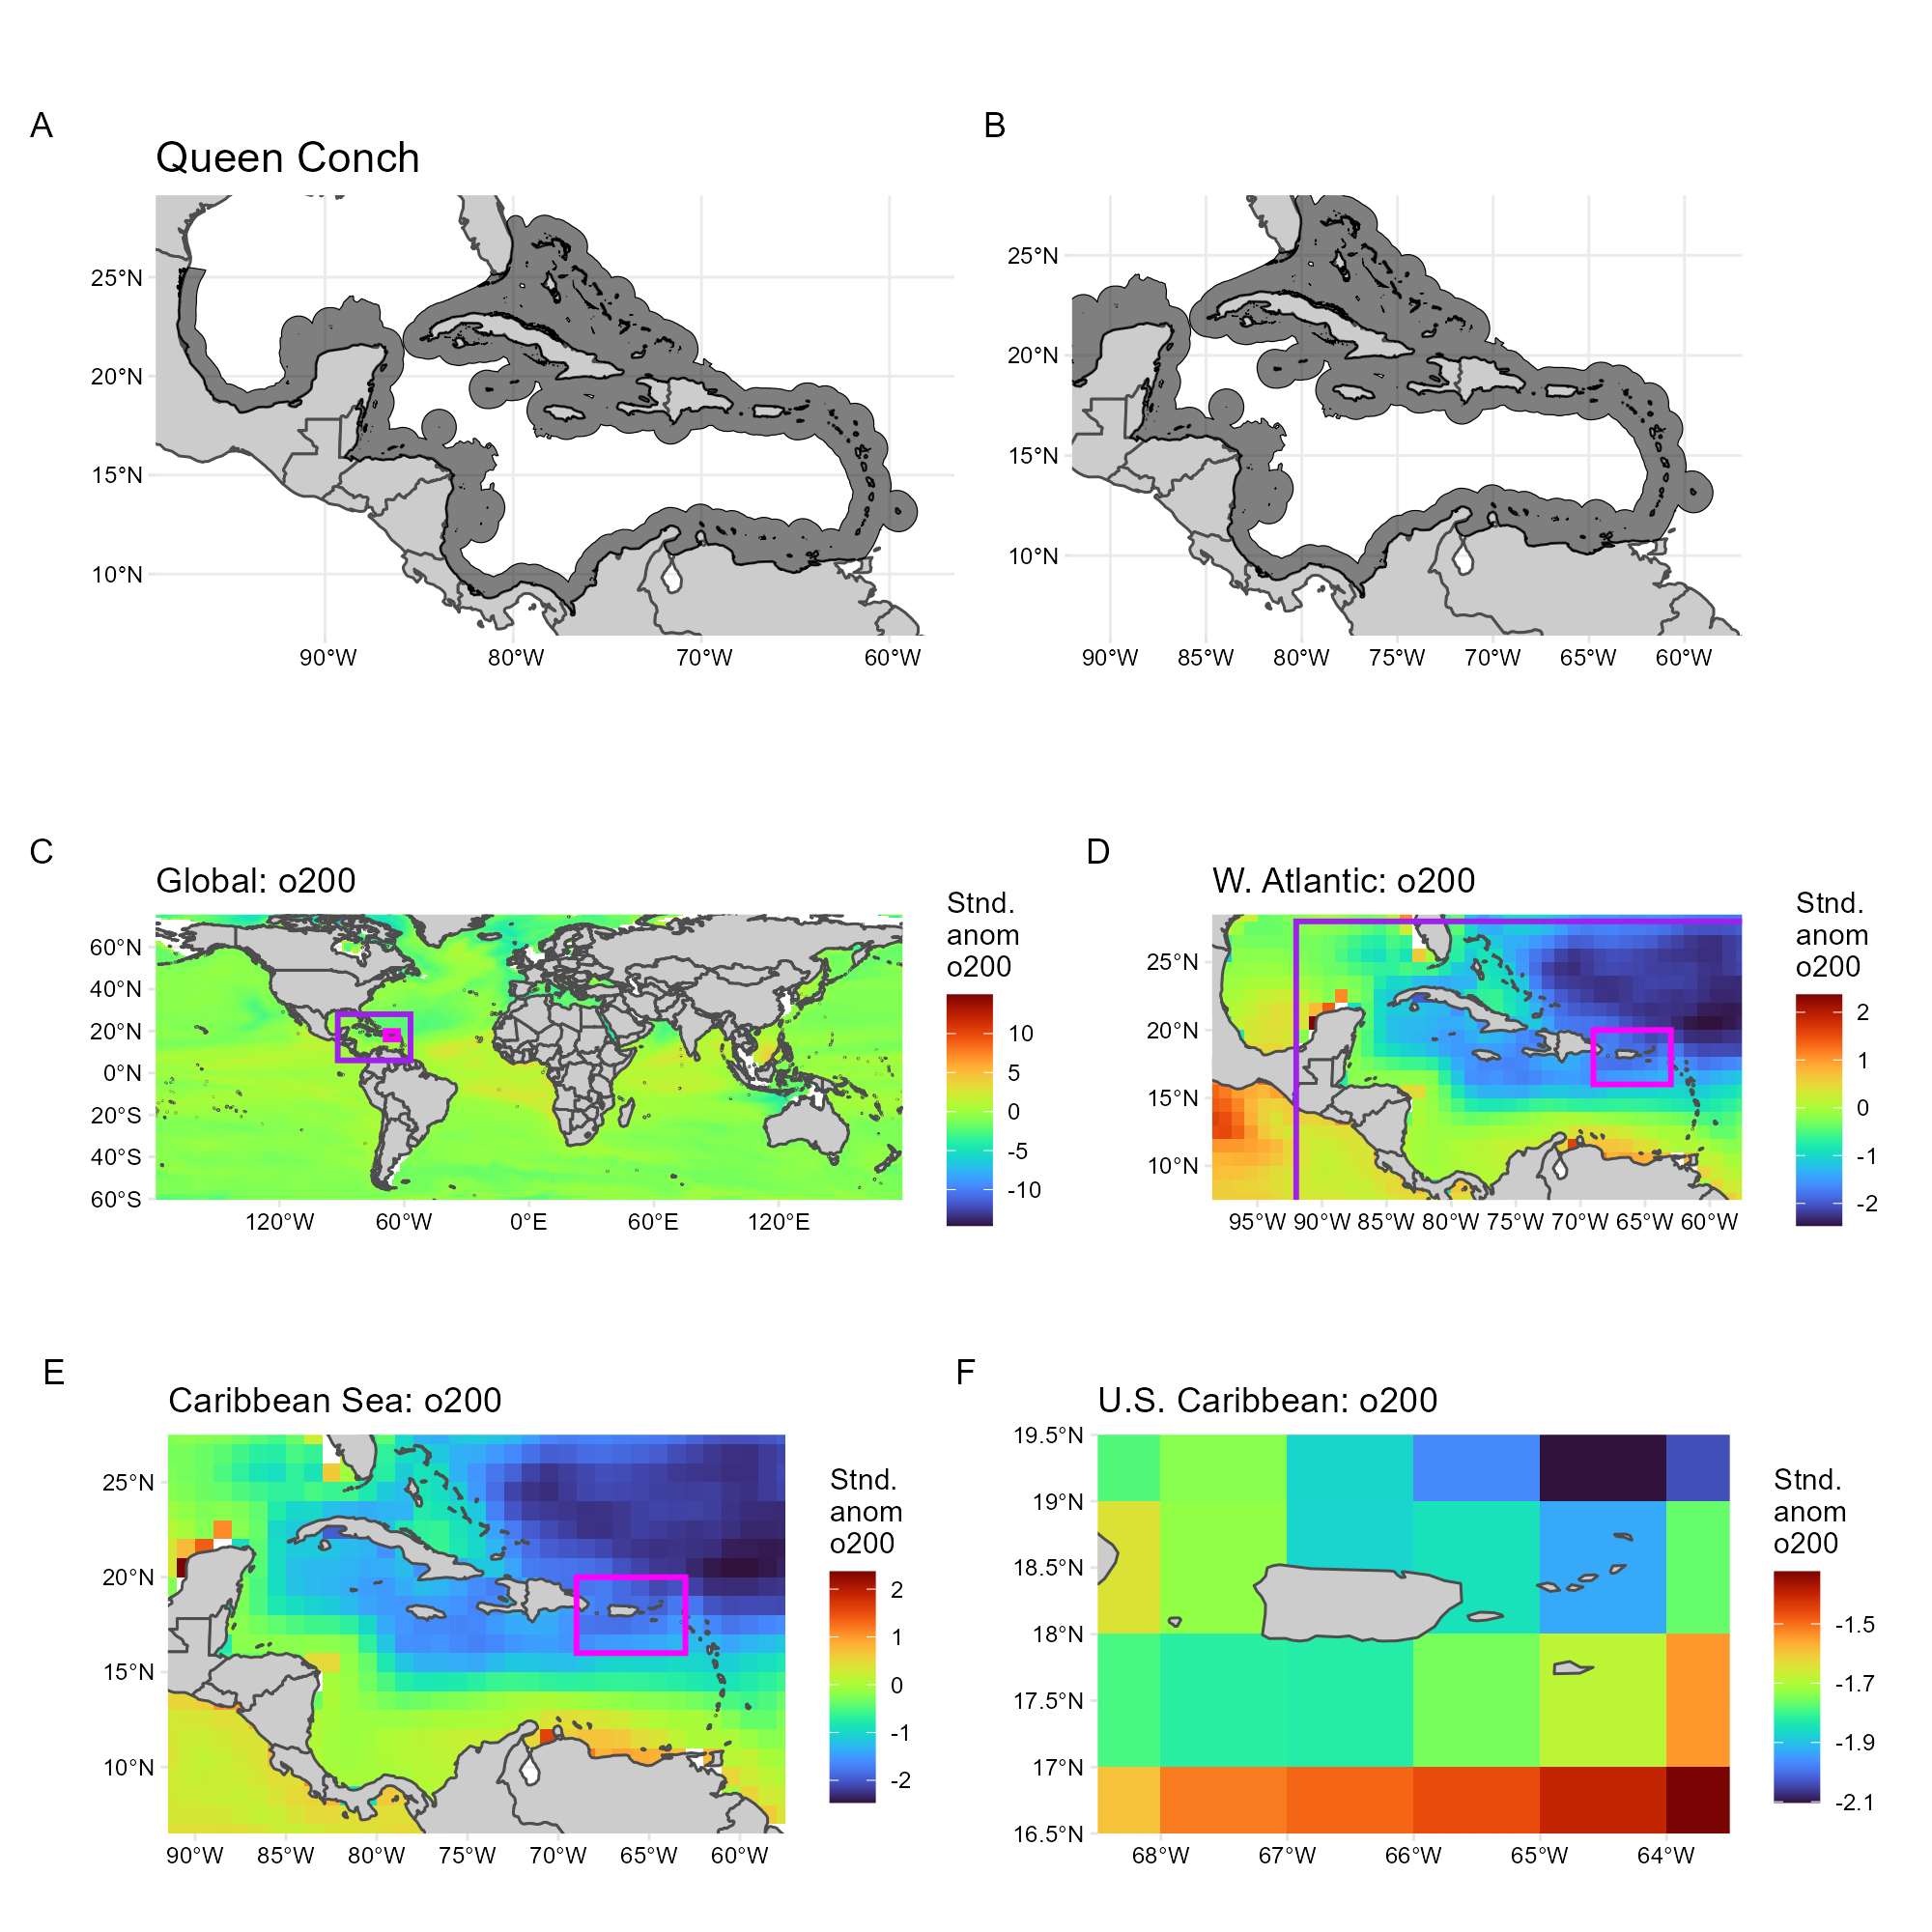 A
B
Queen Conch
25°N
20°N
15°N
10°N
90°W 80°W 70°W 60°W
25°N
20°N
15°N
10°N
90°W 85°W 80°W 75°W 70°W 65°W 60°W
C
Global: o200
60°N
40°N
20°N
0°N
20°S
40°S
60°S
120°W 60°W 0°E 60°E 120°E
Stnd.
anom
o200
10
5
0
-5
-10
D
W. Atlantic: o200
25°N
20°N
15°N
10°N
95°W 90°W 85°W 80°W 75°W 70°W 65°W 60°W
Stnd.
anom
o200
2
1
0
-1
-2
E
Caribbean Sea: o200
25°N
20°N
15°N
10°N
90°W 85°W 80°W 75°W 70°W 65°W 60°W
Stnd.
anom
o200
2
1
0
-1
-2
F
U.S. Caribbean: o200
19.5°N
19°N
18.5°N
18°N
17.5°N
17°N
16.5°N
68°W 67°W 66°W 65°W 64°W
Stnd.
anom
o200
-1.5
-1.7
-1.9
-2.1